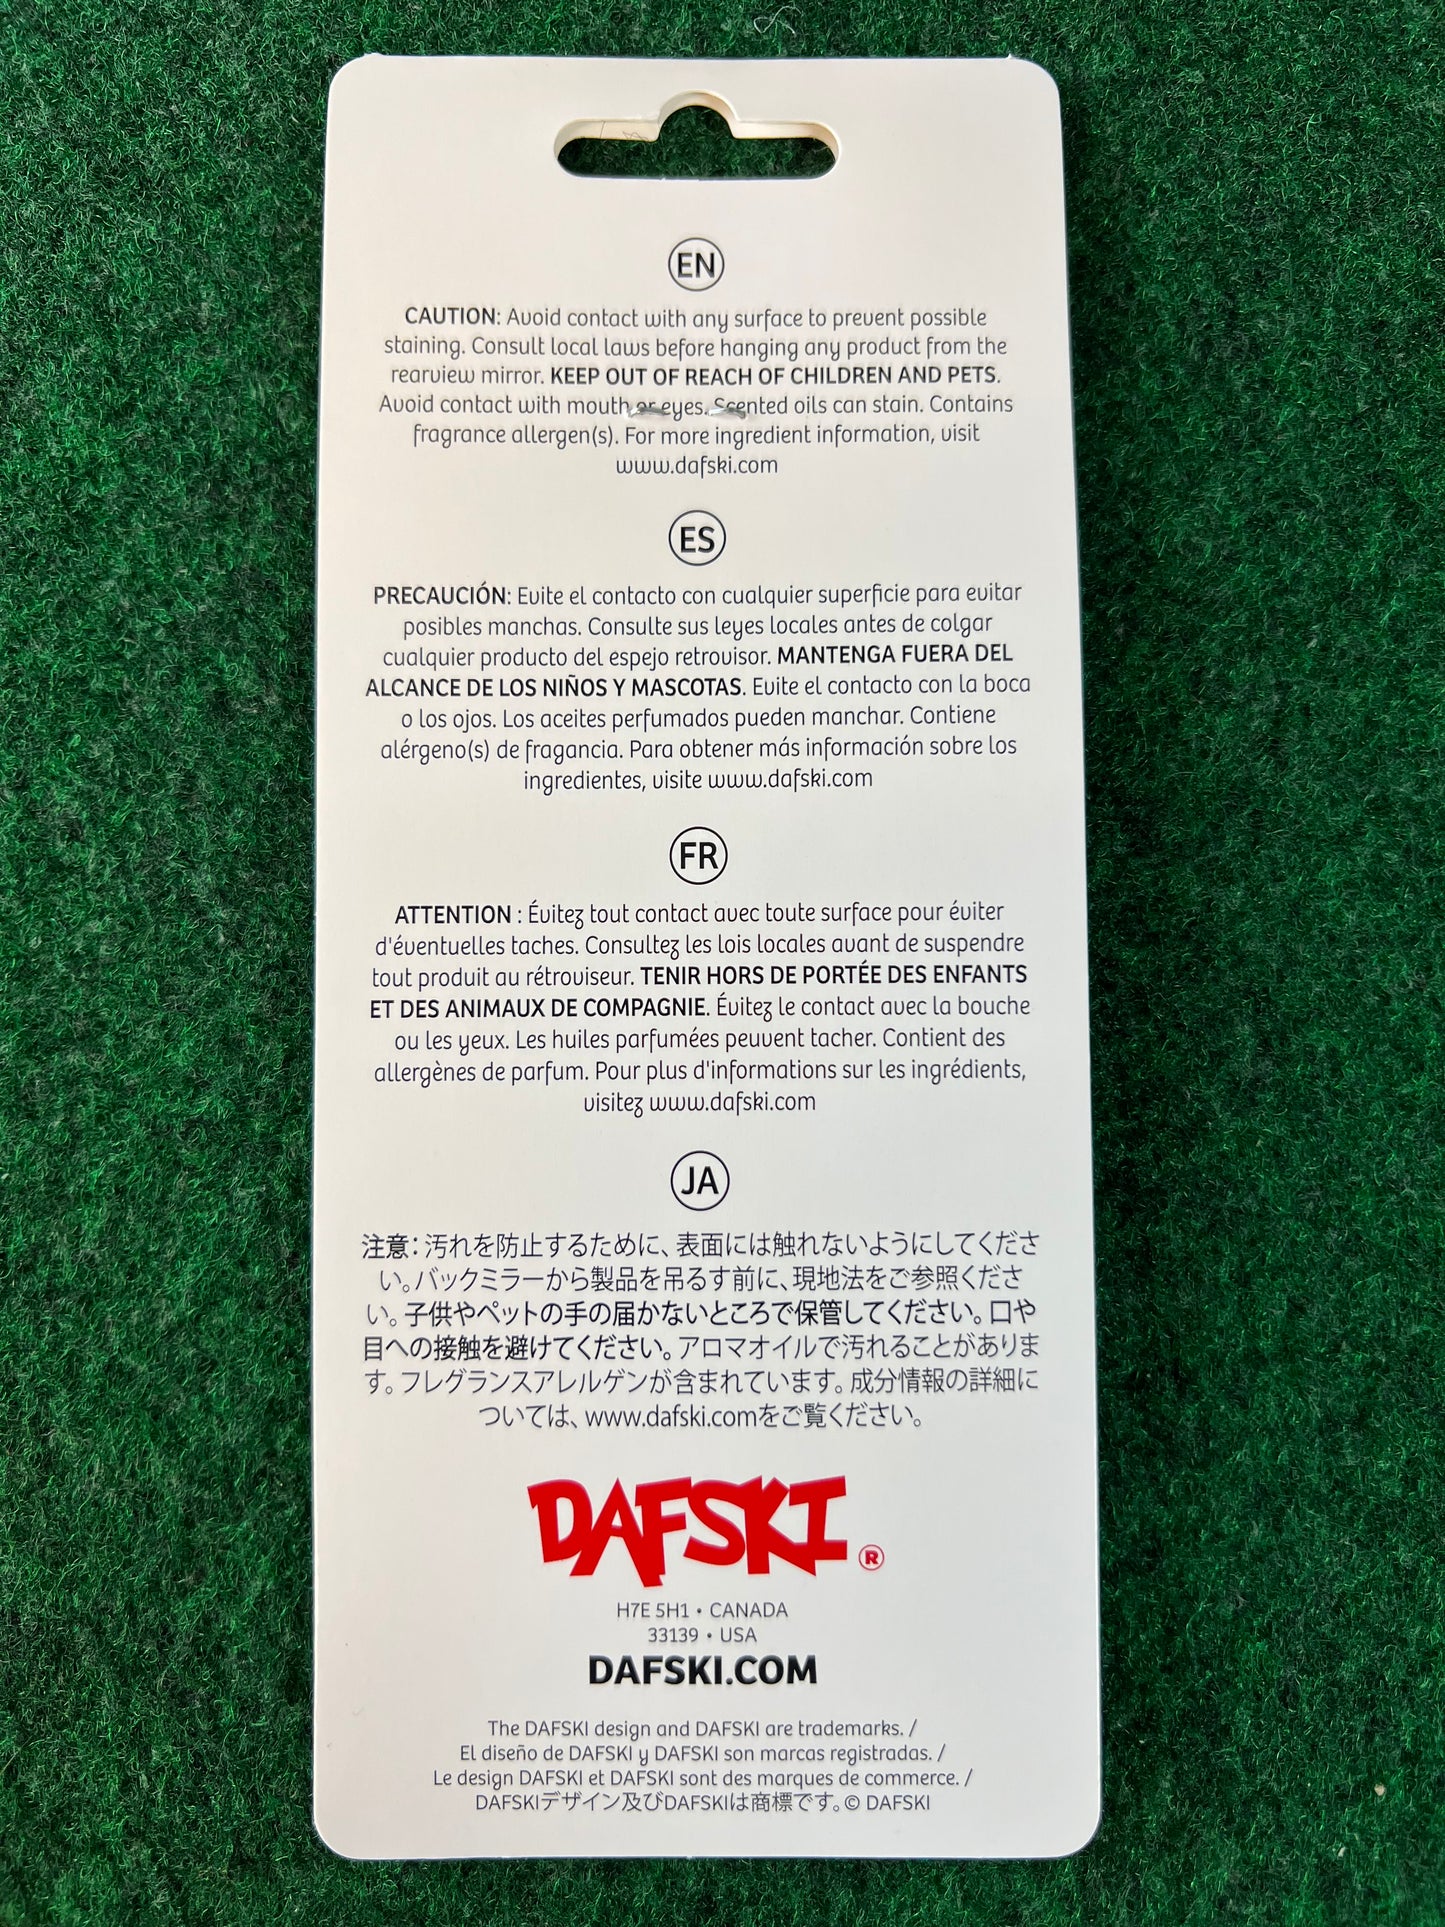 EN
CAUTION: Avoid contact with any surface to prevent possible
staining. Consult local laws before hanging any product from the
rearview mirror. KEEP OUT OF REACH OF CHILDREN AND PETS.
Avoid contact with mouth or eyes. Scented oils can stain. Contains
fragrance allergen(s). For more ingredient information, visit
www.dafski.com
ES
PRECAUCIÓN: Evite el contacto con cualquier superficie para evitar
posibles manchas. Consulte sus leyes locales antes de colgar
cualquier producto del espejo retrovisor. MANTENGA FUERA DEL
ALCANCE DE LOS NIÑOS Y MASCOTAS. Evite el contacto con la boca
o los ojos. Los aceites perfumados pueden manchar. Contiene
alérgeno(s) de fragancia. Para obtener más información sobre los
ingredientes, visite www.dafski.com
FR
ATTENTION : Évitez tout contact avec toute surface pour éviter
d'éventuelles taches. Consultez les lois locales avant de suspendre
tout produit au rétroviseur. TENIR HORS DE PORTÉE DES ENFANTS
ET DES ANIMAUX DE COMPAGNIE. Évitez le contact avec la bouche
ou les yeux. Les huiles parfumées peuvent tacher. Contient des
allergènes de parfum. Pour plus d'informations sur les ingrédients,
visitez www.dafski.com
JA
注意：汚れを防止するために、表面には触れないようにしてくださ
い。バックミラーから製品を吊るす前に、現地法をご参照くださ
い。子供やペットの手の届かないところで保管してください。口や
目への接触を避けてください。アロマオイルで汚れることがありま
す。フレグランスアレルゲンが含まれています。成分情報の詳細に
ついては、www.dafski.comをご覧ください。
DAFSKI®
H7E 5H1 • CANADA
33139 • USA
DAFSKI.COM
The DAFSKI design and DAFSKI are trademarks. /
El diseño de DAFSKI y DAFSKI son marcas registradas. /
Le design DAFSKI et DAFSKI sont des marques de commerce. /
DAFSKIデザイン及びDAFSKIは商標です。© DAFSKI